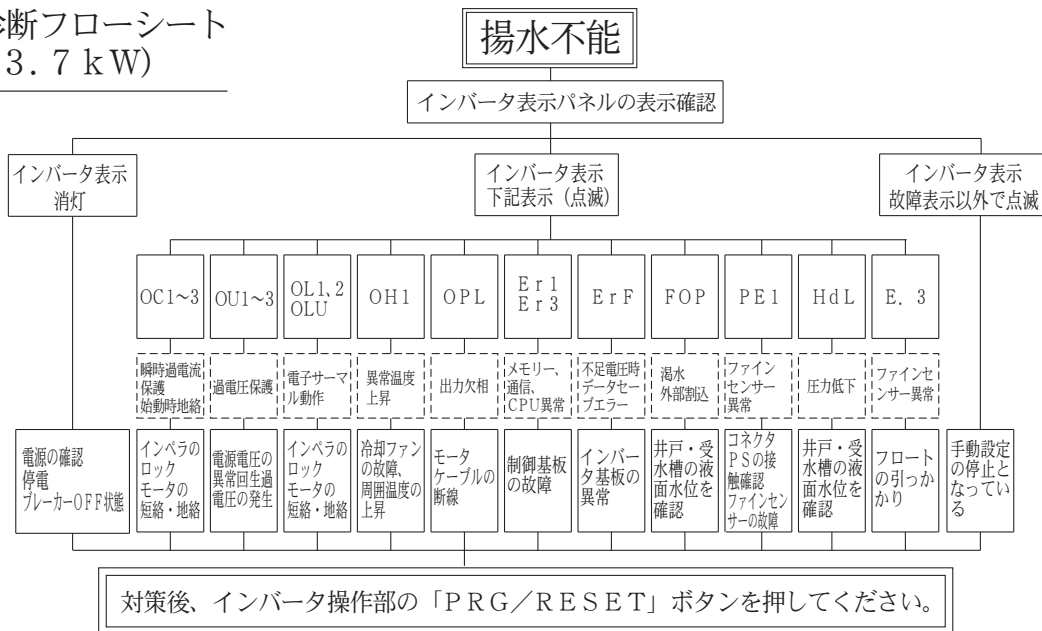 診断フローシート
3．7ｋW)
揚水不能
インバータ表示パネルの表示確認
インバータ表示
消灯
インバータ表示
下記表示（点滅）
インバータ表示
故障表示以外で点滅
OC1～3
OU1～3
OL1,2
OLU
OH1
OPL
Er1
Er3
ErF
FOP
PE1
HdL
E．3
瞬時過電流
保護
始動時地絡
過電圧保護
電子サーマ
ル動作
異常温度
上昇
出力欠相
メモリー、
通信、
CPU異常
不足電圧時
データセー
ブエラー
渇水
外部割込
ファイン
センサー
異常
圧力低下
ファインセ
ンサー異常
電源の確認
停電
ブレーカーOFF状態
インペラの
ロック
モータの
短絡・地絡
電源電圧の
異常回生過
電圧の発生
インペラの
ロック
モータの
短絡・地絡
冷却ファン
の故障、
周囲温度の
上昇
モータ
ケーブルの
断線
制御基板
の故障
インバー
タ基板の
異常
井戸・受
水槽の液
面水位を
確認
コネクタ
PSの接
触確認
ファインセン
サーの故障
井戸・受
水槽の液
面水位を
確認
フロート
の引っか
かり
手動設定
の停止と
なってい
る
対策後、インバータ操作部の「PRG／RESET」ボタンを押してください。